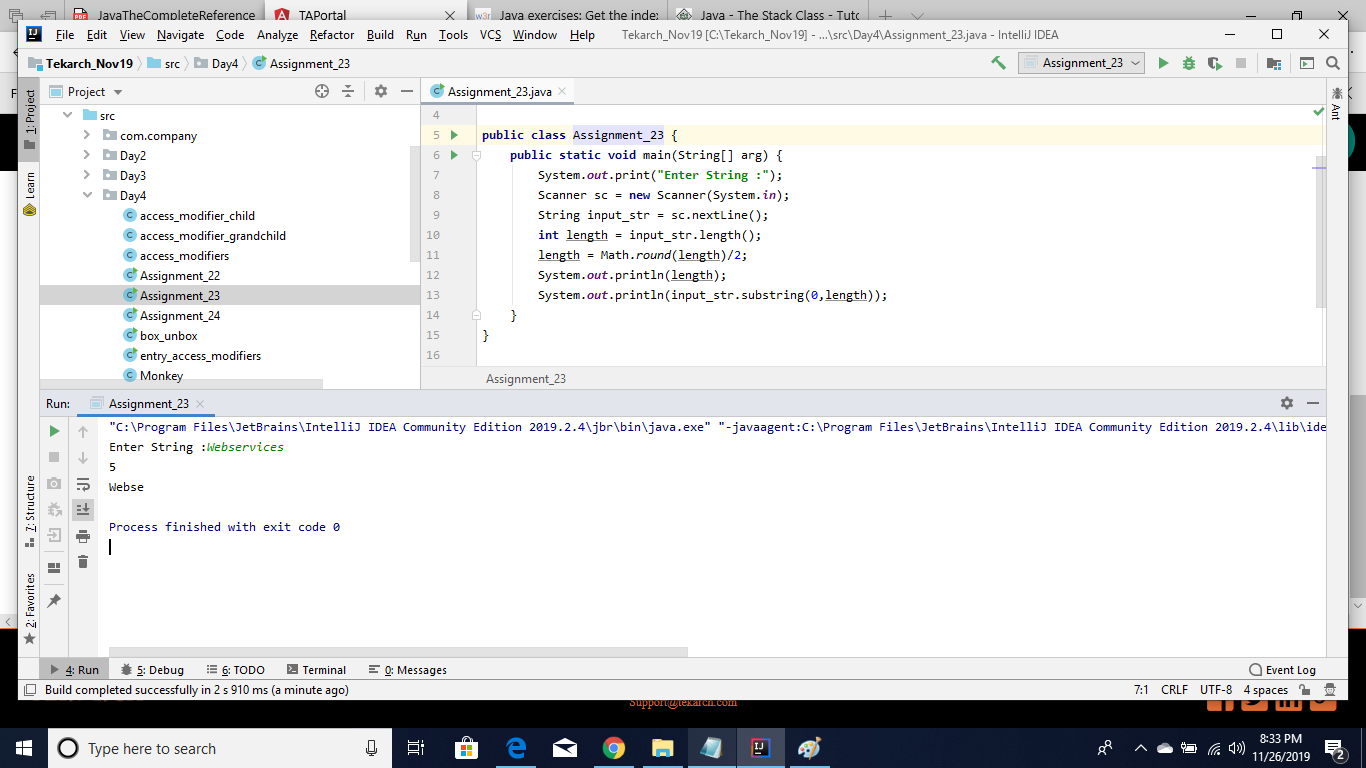 JavaTheCompleteReference
TAPortal
Java exercises: Get the index
Java - The Stack Class - Tuto
File Edit View Navigate Code Analyze Refactor Build Run Tools VCS Window Help
Tekarch_Nov19 [C:\Tekarch_Nov19] - ...\src\Day4\Assignment_23.java - IntelliJ IDEA
Tekarch_Nov19 src Day4 Assignment_23
Assignment_23
Project
Assignment_23.java
1: Project
Learn
7: Structure
2: Favorites
Ant
src
com.company
Day2
Day3
Day4
access_modifier_child
access_modifier_grandchild
access_modifiers
Assignment_22
Assignment_23
Assignment_24
box_unbox
entry_access_modifiers
Monkey
4
5 public class Assignment_23 {
6 public static void main(String[] arg) {
7 System.out.print("Enter String :");
8 Scanner sc = new Scanner(System.in);
9 String input_str = sc.nextLine();
10 int length = input_str.length();
11 length = Math.round(length)/2;
12 System.out.println(length);
13 System.out.println(input_str.substring(0,length));
14 }
15 }
16
Assignment_23
Run: Assignment_23
"C:\Program Files\JetBrains\IntelliJ IDEA Community Edition 2019.2.4\jbr\bin\java.exe" "-javaagent:C:\Program Files\JetBrains\IntelliJ IDEA Community Edition 2019.2.4\lib\ide
Enter String :Webservices
5
Webse
Process finished with exit code 0
4: Run 5: Debug 6: TODO Terminal 0: Messages
Event Log
Build completed successfully in 2 s 910 ms (a minute ago)
7:1 CRLF UTF-8 4 spaces
Support@tekarch.com
Type here to search
8:33 PM
11/26/2019
2